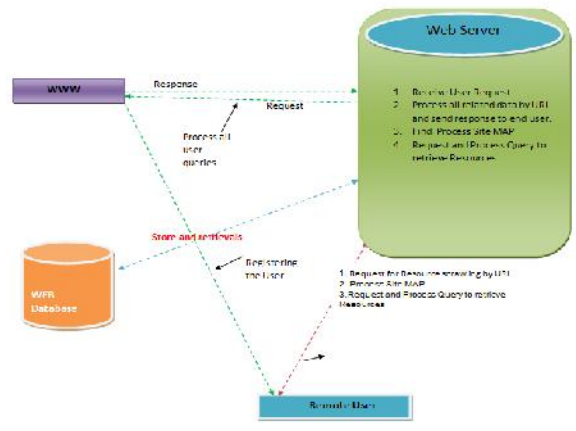 Web Server
WWW
Response
Request
1. Receive User Request
2. Process all related data by URL
and send response to end user.
3. Find Process Site MAP
4. Request and Process Query to
retrieve Resources
Process all
user
queries
Store and retrievals
Registering
the User
WEB
Database
1. Request for Resource scrawling by URL
2. Process Site MAP
3.Request and Process Query to retrieve
Resources
Remote User